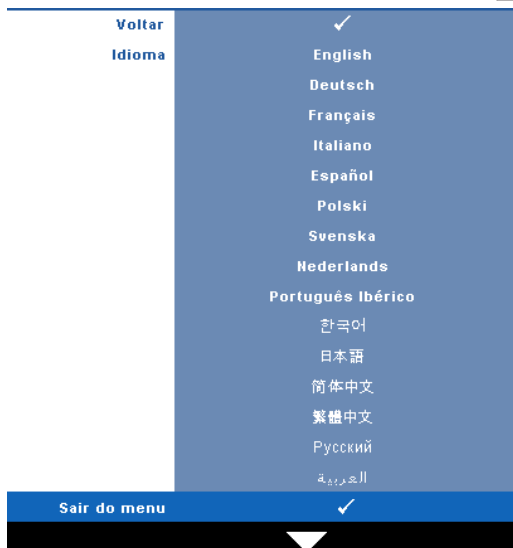 Voltar ✓
Idioma English
Deutsch
Français
Italiano
Español
Polski
Svenska
Nederlands
Português Ibérico
한국어
日本語
简体中文
繁體中文
Русский
العربية
Sair do menu ✓